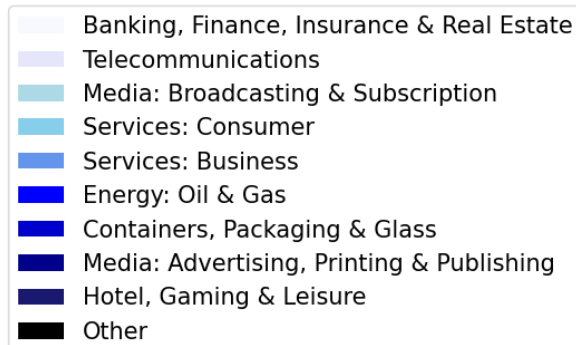 Banking, Finance, Insurance & Real Estate
Telecommunications
Media: Broadcasting & Subscription
Services: Consumer
Services: Business
Energy: Oil & Gas
Containers, Packaging & Glass
Media: Advertising, Printing & Publishing
Hotel, Gaming & Leisure
Other